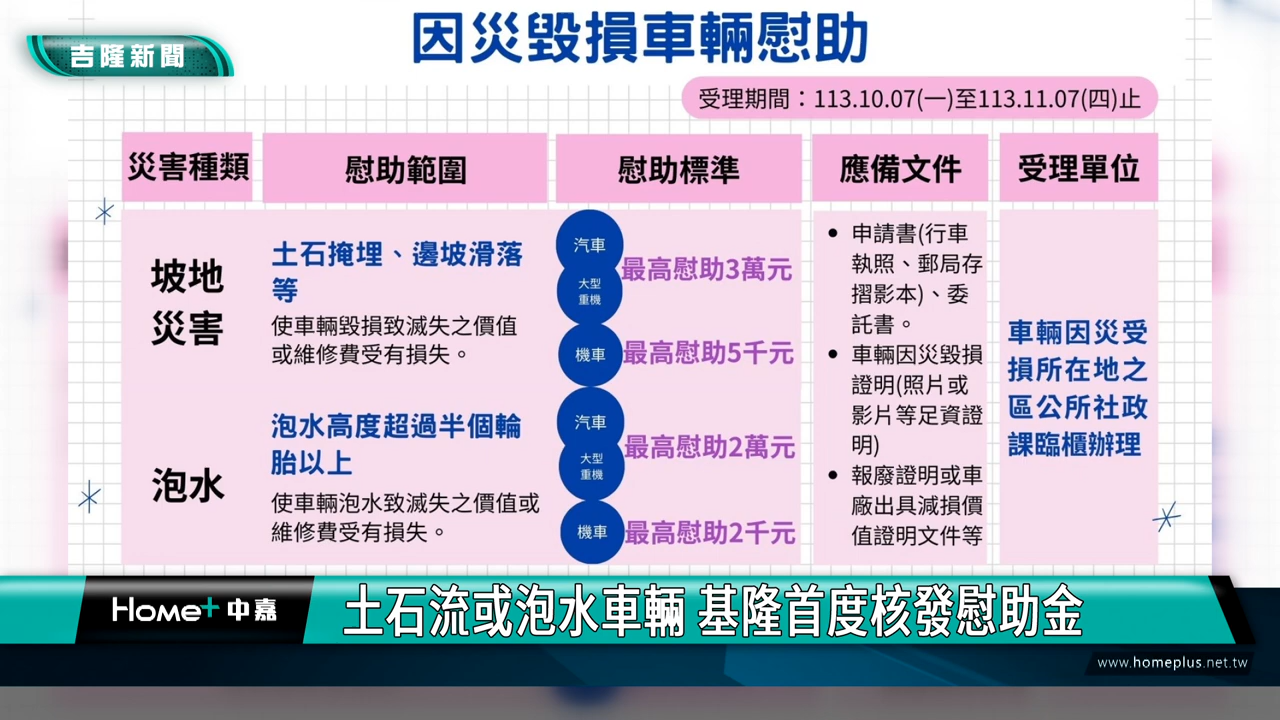 因災毀損車輛慰助
吉隆新聞
受理期間：113.10.07(一)至113.11.07(四)止
災害種類
慰助範圍
慰助標準
應備文件
受理單位
坡地
災害
土石掩埋、邊坡滑落
等
使車輛毀損致滅失之價值
或維修費受有損失。
汽車
大型
重機
最高慰助3萬元
機車
最高慰助5千元
泡水
泡水高度超過半個輪
胎以上
使車輛泡水致滅失之價值或
維修費受有損失。
汽車
大型
重機
最高慰助2萬元
機車
最高慰助2千元
• 申請書(行車
執照、郵局存
摺影本)、委
託書。
• 車輛因災毀損
證明(照片或
影片等足資證
明)
• 報廢證明或車
廠出具減損價
值證明文件等
車輛因災受
損所在地之
區公所社政
課臨櫃辦理
Home+ 中嘉
土石流或泡水車輛 基隆首度核發慰助金
www.homeplus.net.tw